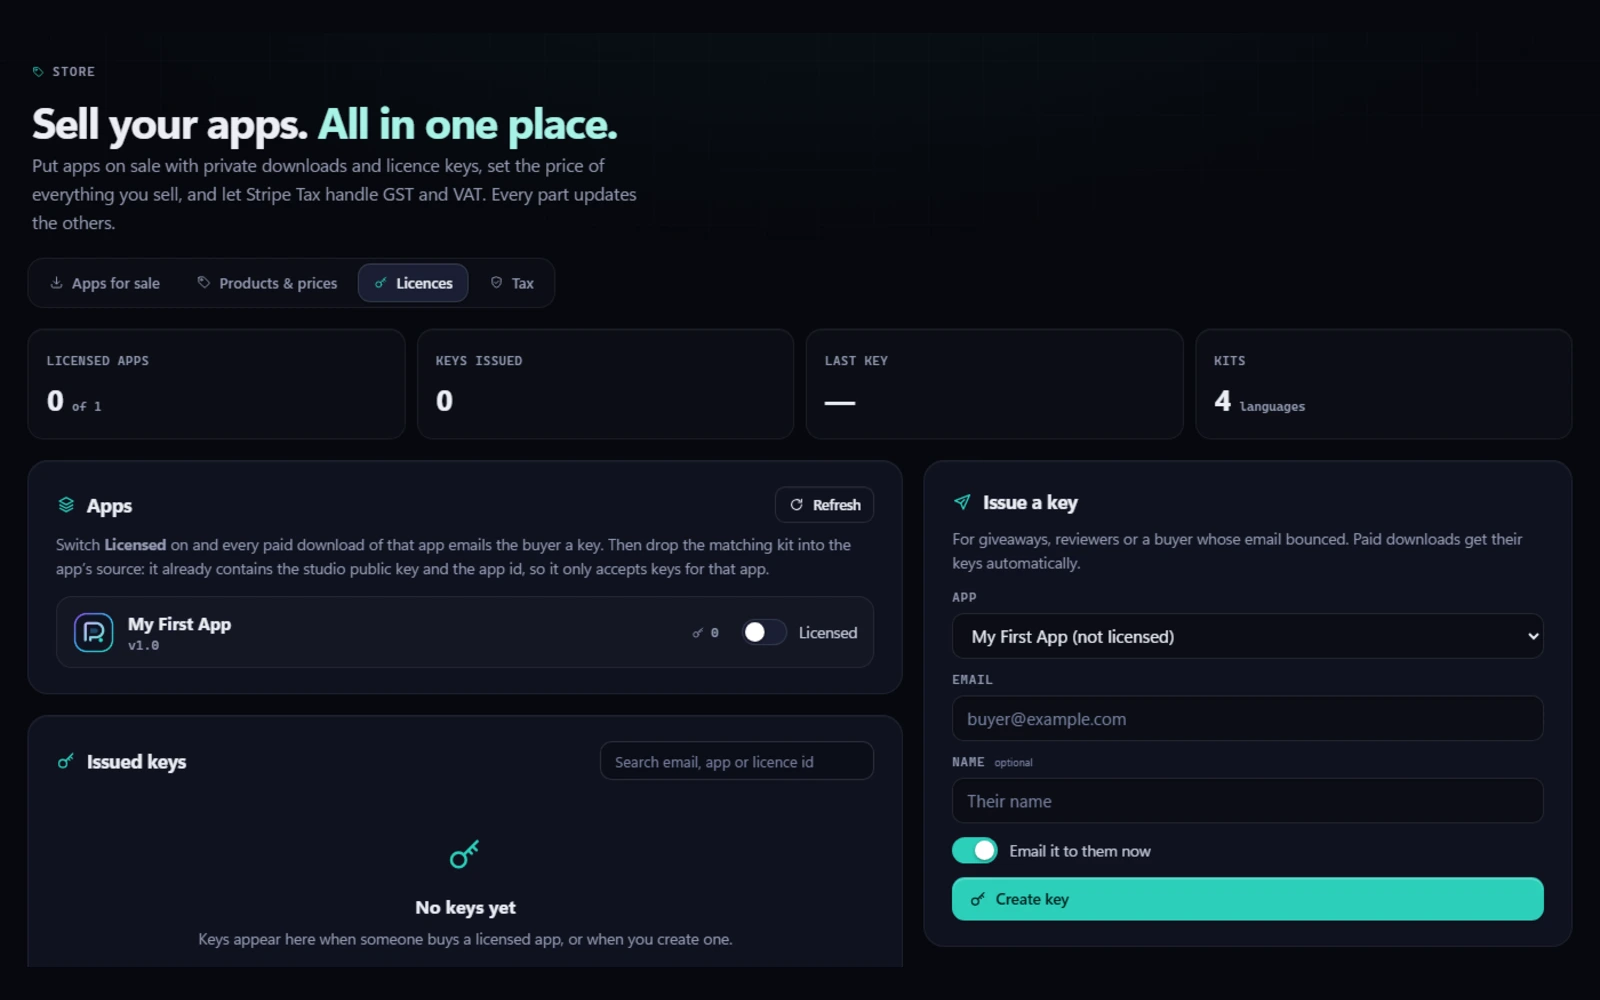 STORE
Sell your apps. All in one place.
Put apps on sale with private downloads and licence keys, set the price of
everything you sell, and let Stripe Tax handle GST and VAT. Every part updates
the others.
Apps for sale
Products & prices
Licences
Tax
LICENSED APPS
0 of 1
KEYS ISSUED
0
LAST KEY
—
KITS
4 languages
Apps
Refresh
Switch Licensed on and every paid download of that app emails the buyer a key. Then drop the matching kit into the
app's source: it already contains the studio public key and the app id, so it only accepts keys for that app.
My First App
v1.0
0
Licensed
Issued keys
Search email, app or licence id
No keys yet
Keys appear here when someone buys a licensed app, or when you create one.
Issue a key
For giveaways, reviewers or a buyer whose email bounced. Paid downloads get their
keys automatically.
APP
My First App (not licensed)
EMAIL
buyer@example.com
NAME optional
Their name
Email it to them now
Create key